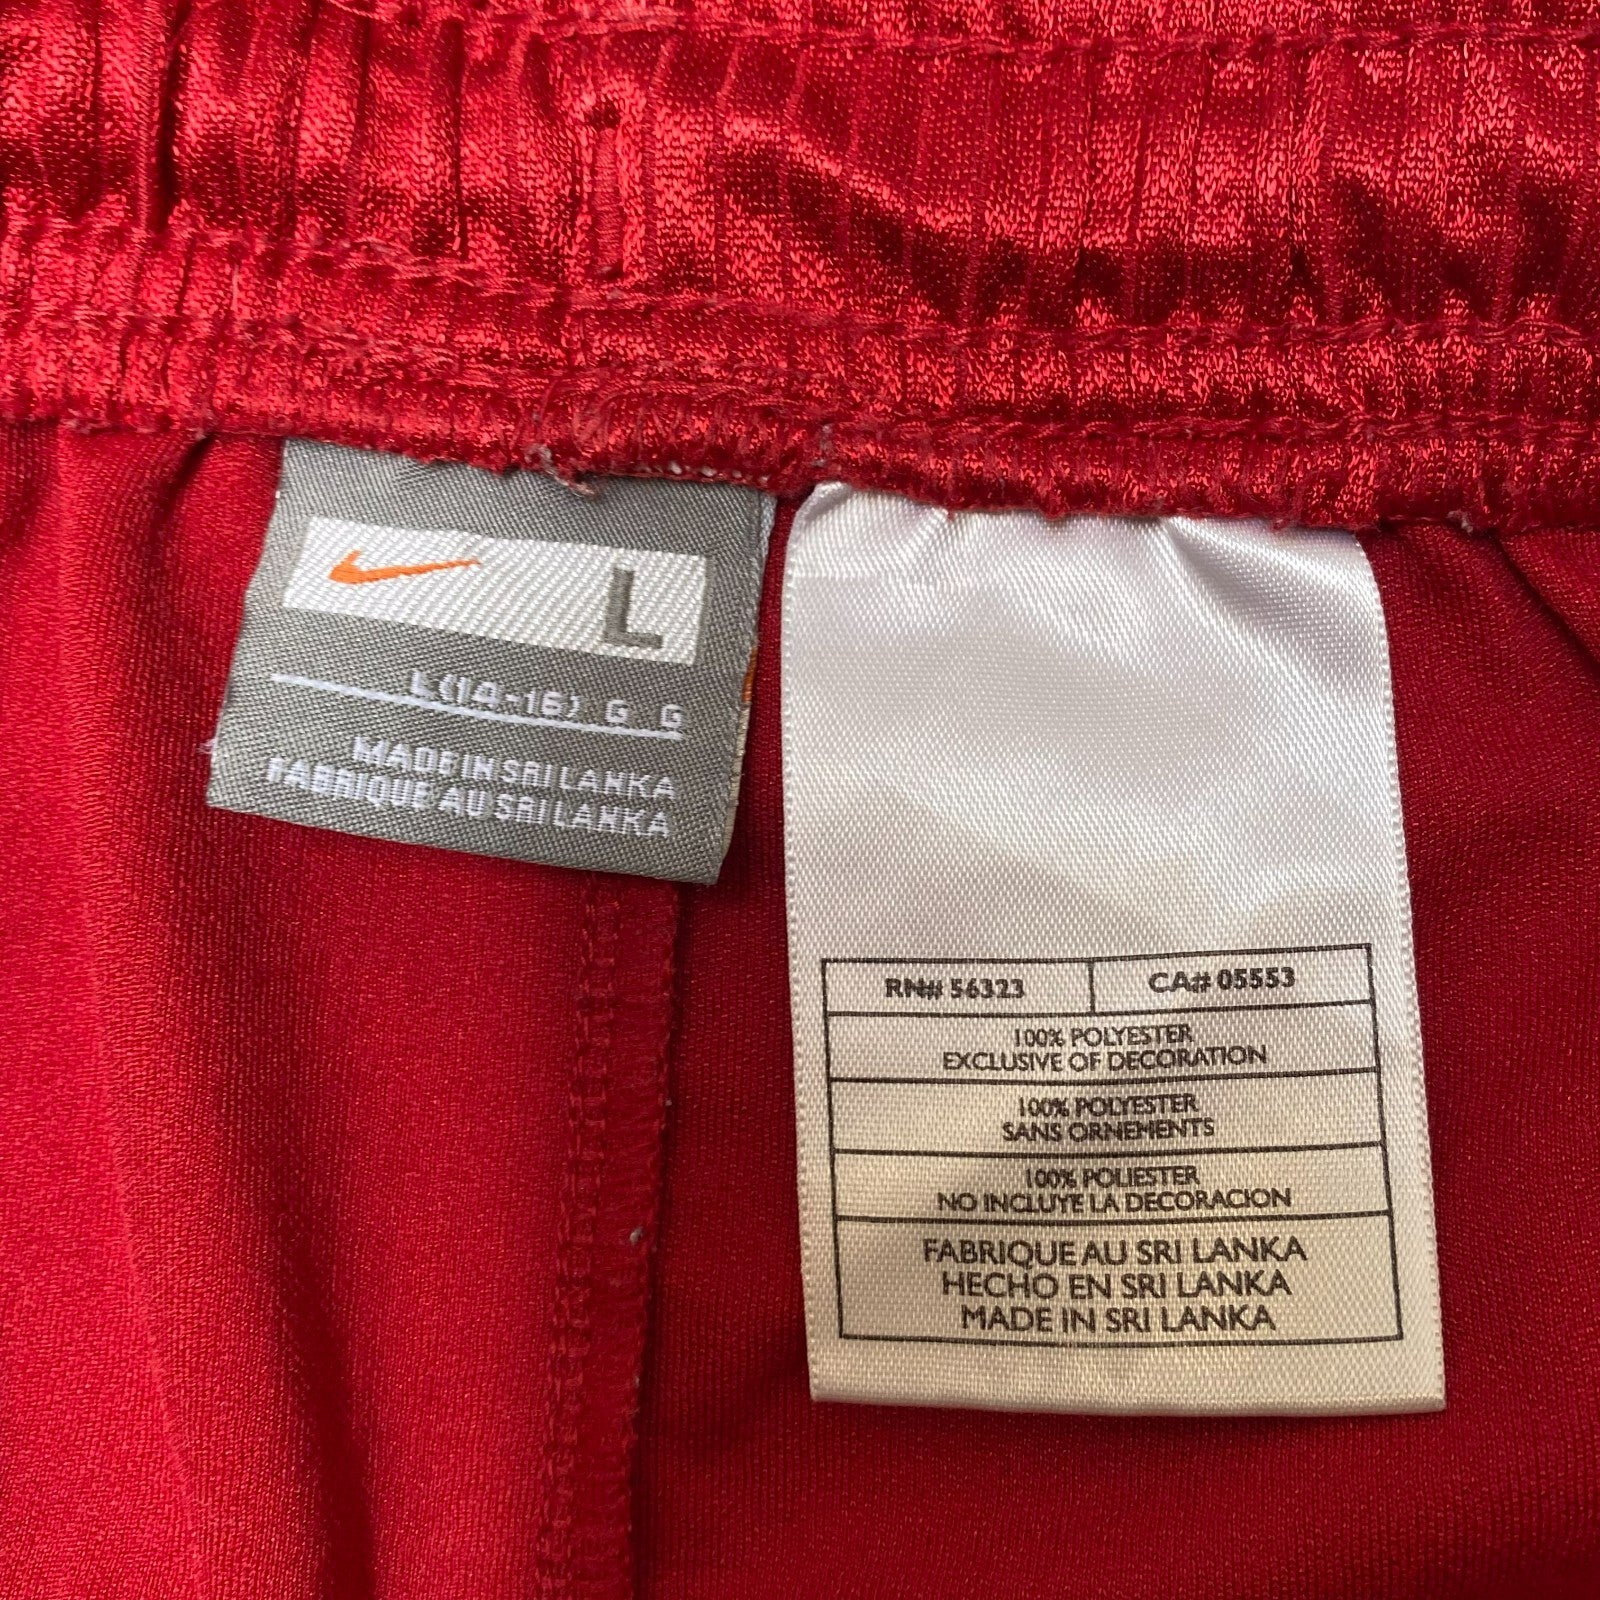 L
L (14-16) G G
MADE IN SRI LANKA
FABRIQUE AU SRI LANKA
RN# 56323
CA# 05553
100% POLYESTER
EXCLUSIVE OF DECORATION
100% POLYESTER
SANS ORNEMENTS
100% POLIESTER
NO INCLUYE LA DECORACION
FABRIQUE AU SRI LANKA
HECHO EN SRI LANKA
MADE IN SRI LANKA